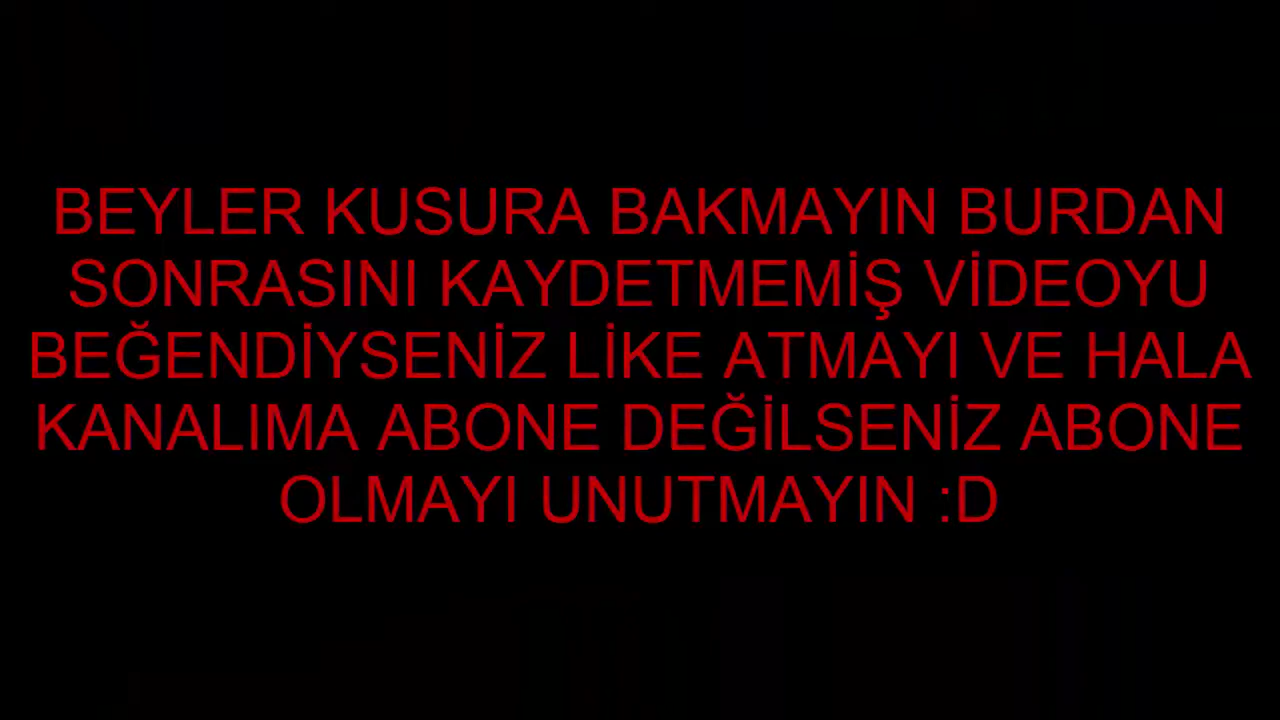 BEYLER KUSURA BAKMAYIN BURDAN
SONRASINI KAYDETMEMİŞ VİDEOYU
BEĞENDİYSENİZ LİKE ATMAYI VE HALA
KANALIMA ABONE DEĞİLSENİZ ABONE
OLMAYI UNUTMAYIN :D